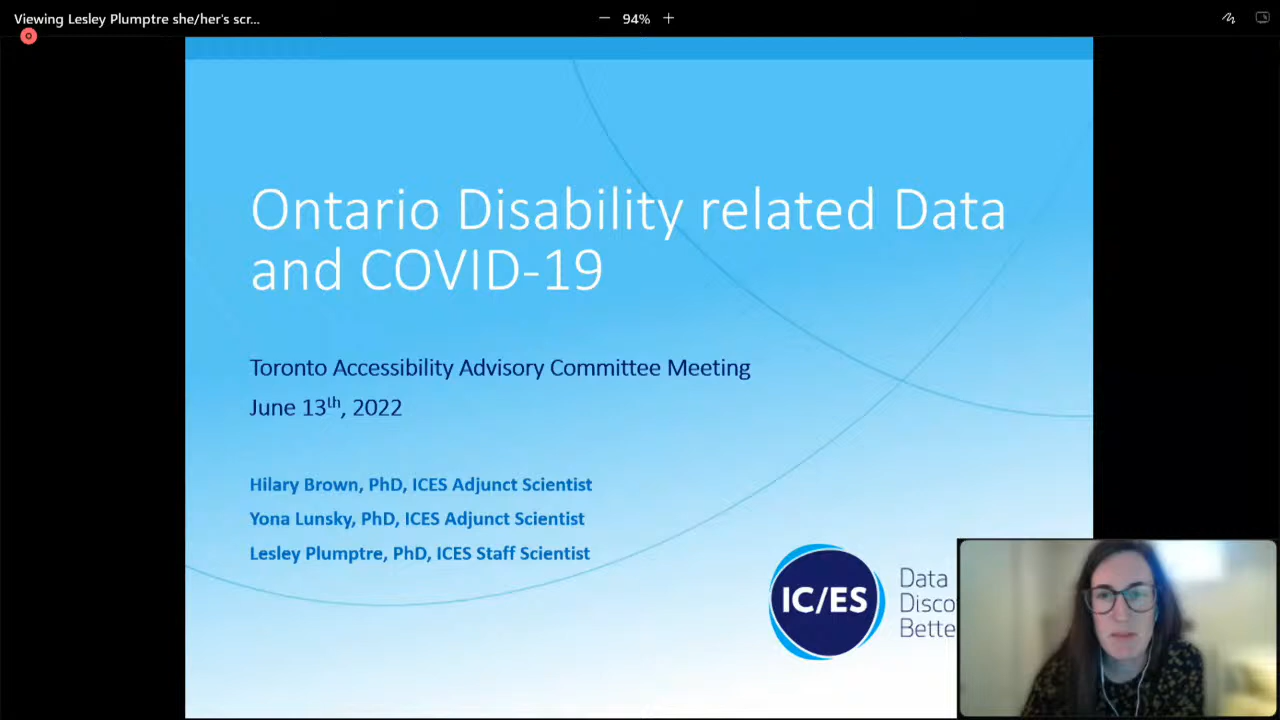 Viewing Lesley Plumptre she/her's scr...
94%
Ontario Disability related Data
and COVID-19
Toronto Accessibility Advisory Committee Meeting
June 13th, 2022
Hilary Brown, PhD, ICES Adjunct Scientist
Yona Lunsky, PhD, ICES Adjunct Scientist
Lesley Plumptre, PhD, ICES Staff Scientist
IC/ES
Data
Disco
Bette